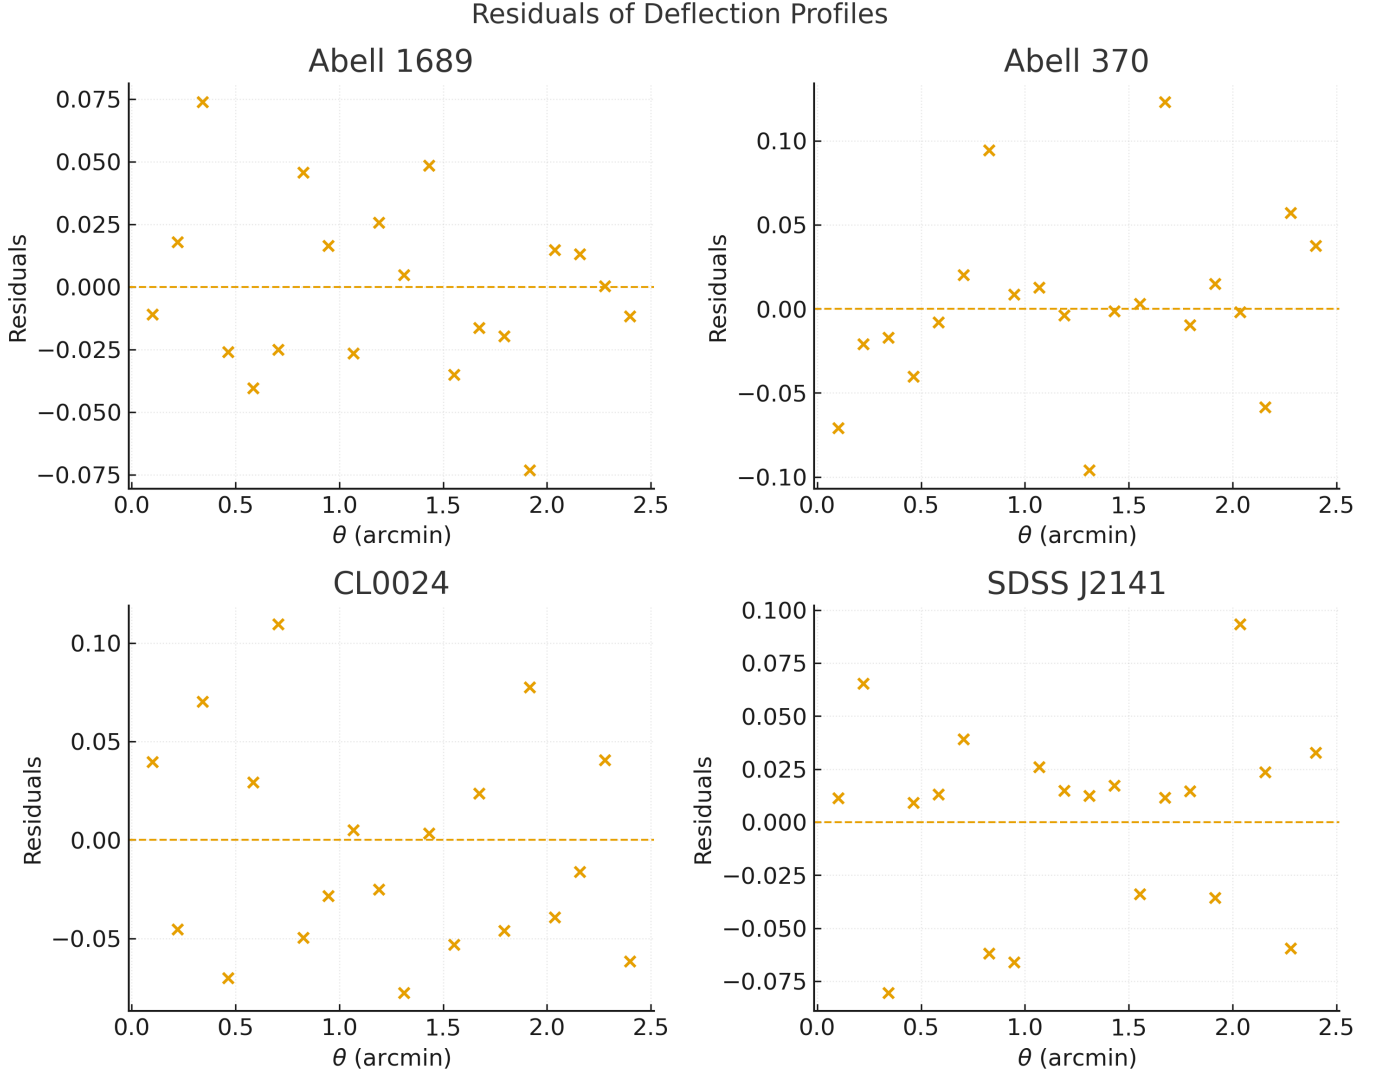 Residuals of Deflection Profiles
Abell 1689
0.075
0.050
0.025
0.000
−0.025
−0.050
−0.075
Residuals
0.0 0.5 1.0 1.5 2.0 2.5
θ (arcmin)
Abell 370
0.10
0.05
0.00
−0.05
−0.10
Residuals
0.0 0.5 1.0 1.5 2.0 2.5
θ (arcmin)
CL0024
0.10
0.05
0.00
−0.05
Residuals
0.0 0.5 1.0 1.5 2.0 2.5
θ (arcmin)
SDSS J2141
0.100
0.075
0.050
0.025
0.000
−0.025
−0.050
−0.075
Residuals
0.0 0.5 1.0 1.5 2.0 2.5
θ (arcmin)